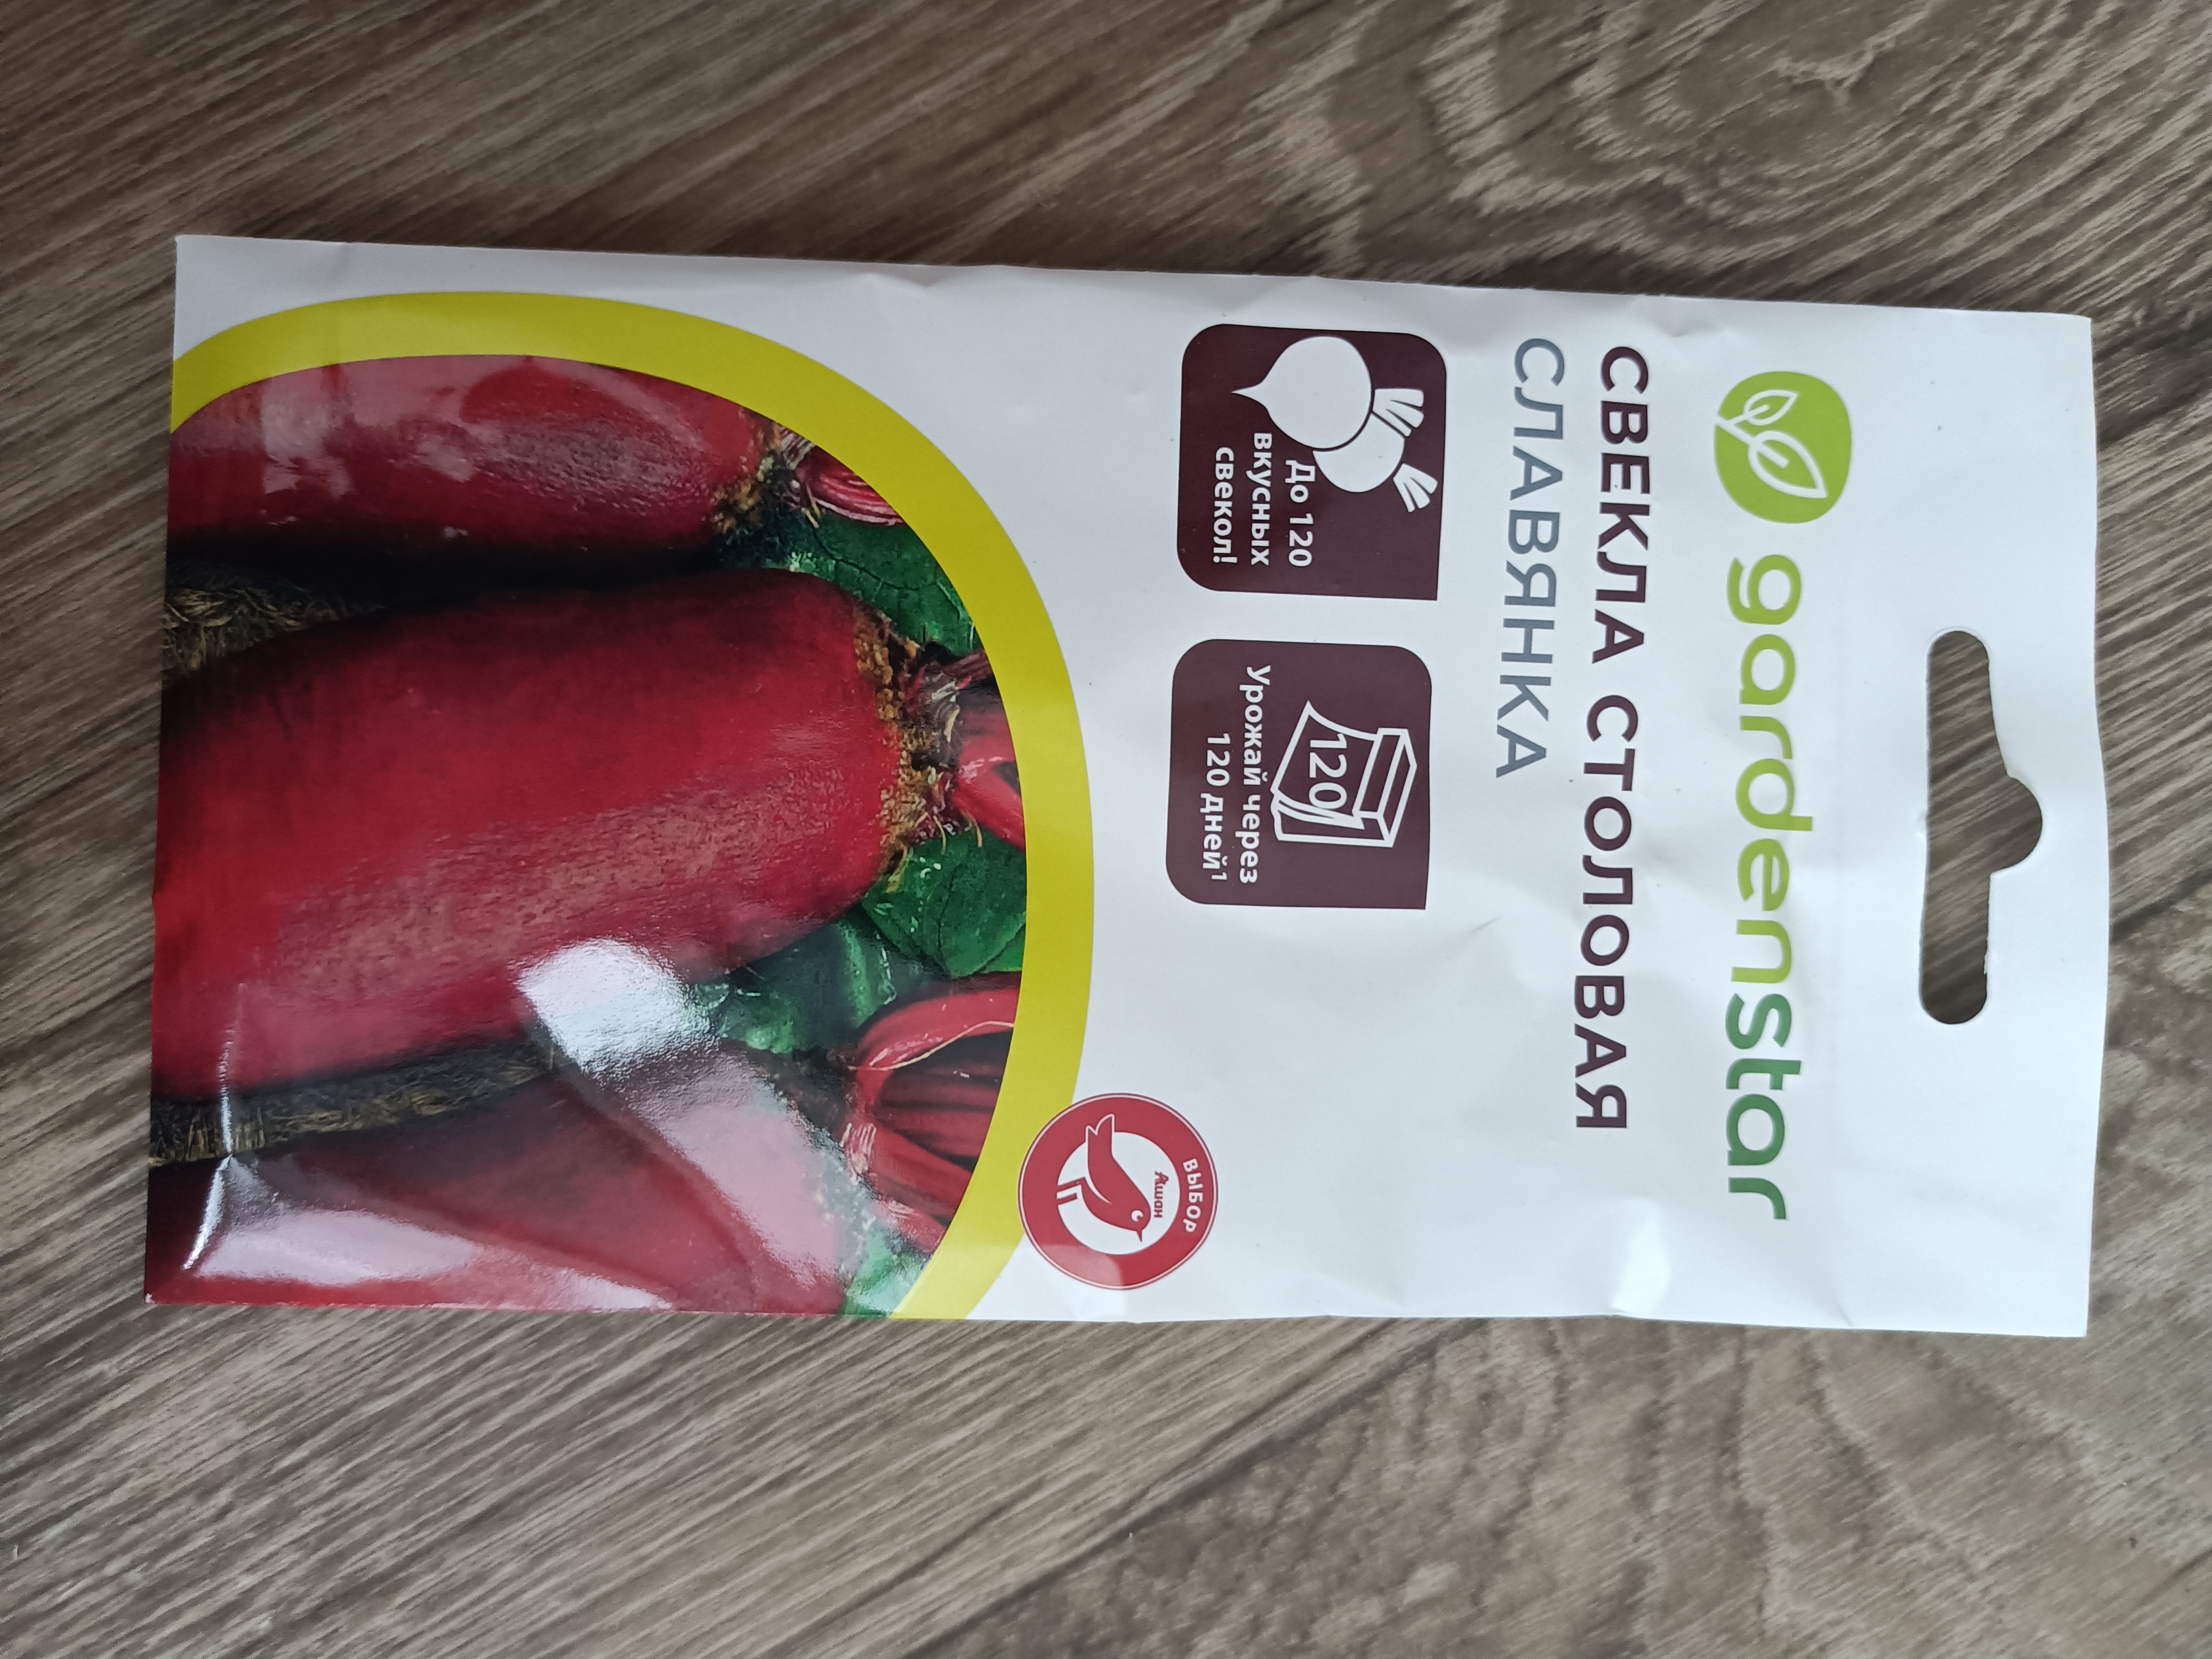 gardenstar
СВЕКЛА СТОЛОВАЯ
СЛАВЯНКА
До 120
вкусных
свекол!
120
Урожай через
120 дней¹
ВЫБОР
Ашан